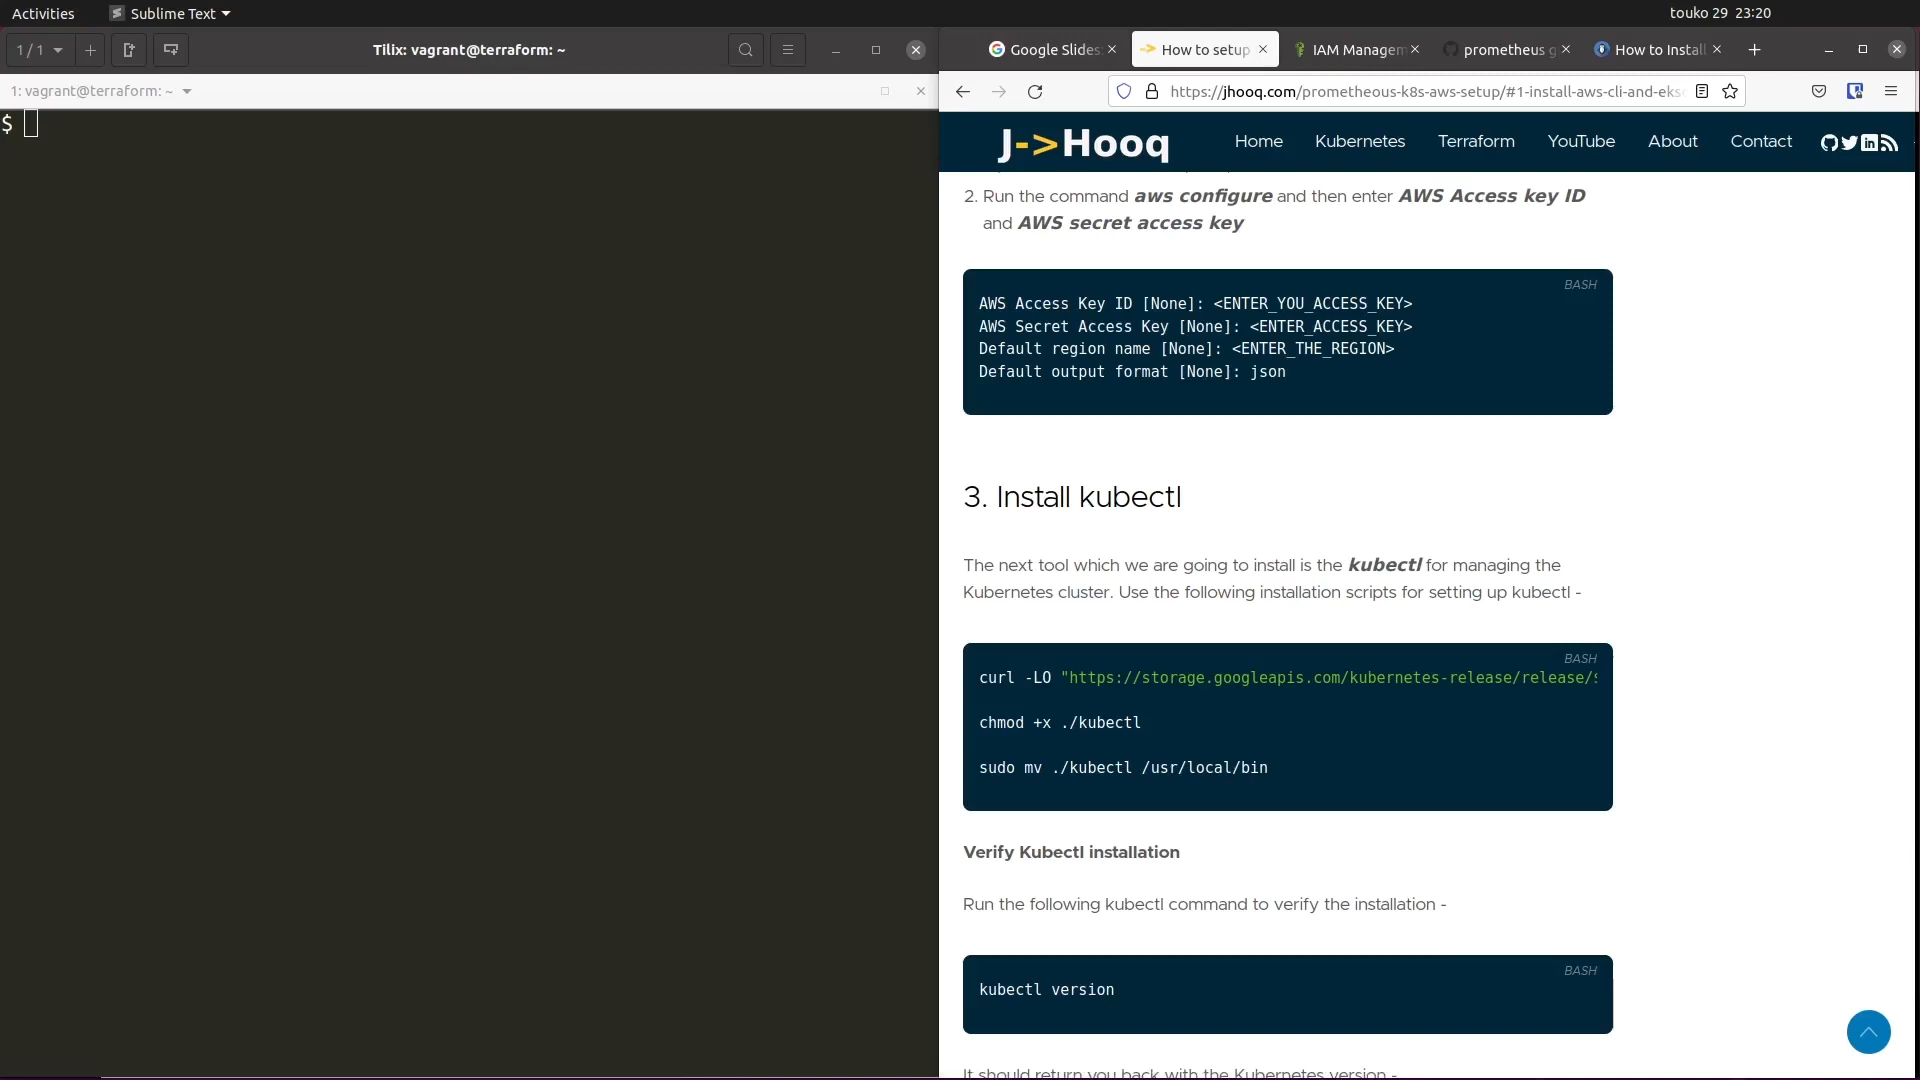 Activities
Sublime Text
touko 29 23:20
1 / 1
Tilix: vagrant@terraform: ~
1: vagrant@terraform: ~
$
Google Slides:
How to setup
IAM Managem
prometheus g
How to Install
https://jhooq.com/prometheous-k8s-aws-setup/#1-install-aws-cli-and-eksc
J->Hooq
Home
Kubernetes
Terraform
YouTube
About
Contact
2. Run the command aws configure and then enter AWS Access key ID
and AWS secret access key
BASH
AWS Access Key ID [None]: <ENTER_YOU_ACCESS_KEY>
AWS Secret Access Key [None]: <ENTER_ACCESS_KEY>
Default region name [None]: <ENTER_THE_REGION>
Default output format [None]: json
3. Install kubectl
The next tool which we are going to install is the kubectl for managing the
Kubernetes cluster. Use the following installation scripts for setting up kubectl -
BASH
curl -LO "https://storage.googleapis.com/kubernetes-release/release/$
chmod +x ./kubectl
sudo mv ./kubectl /usr/local/bin
Verify Kubectl installation
Run the following kubectl command to verify the installation -
BASH
kubectl version
It should return you back with the Kubernetes version -